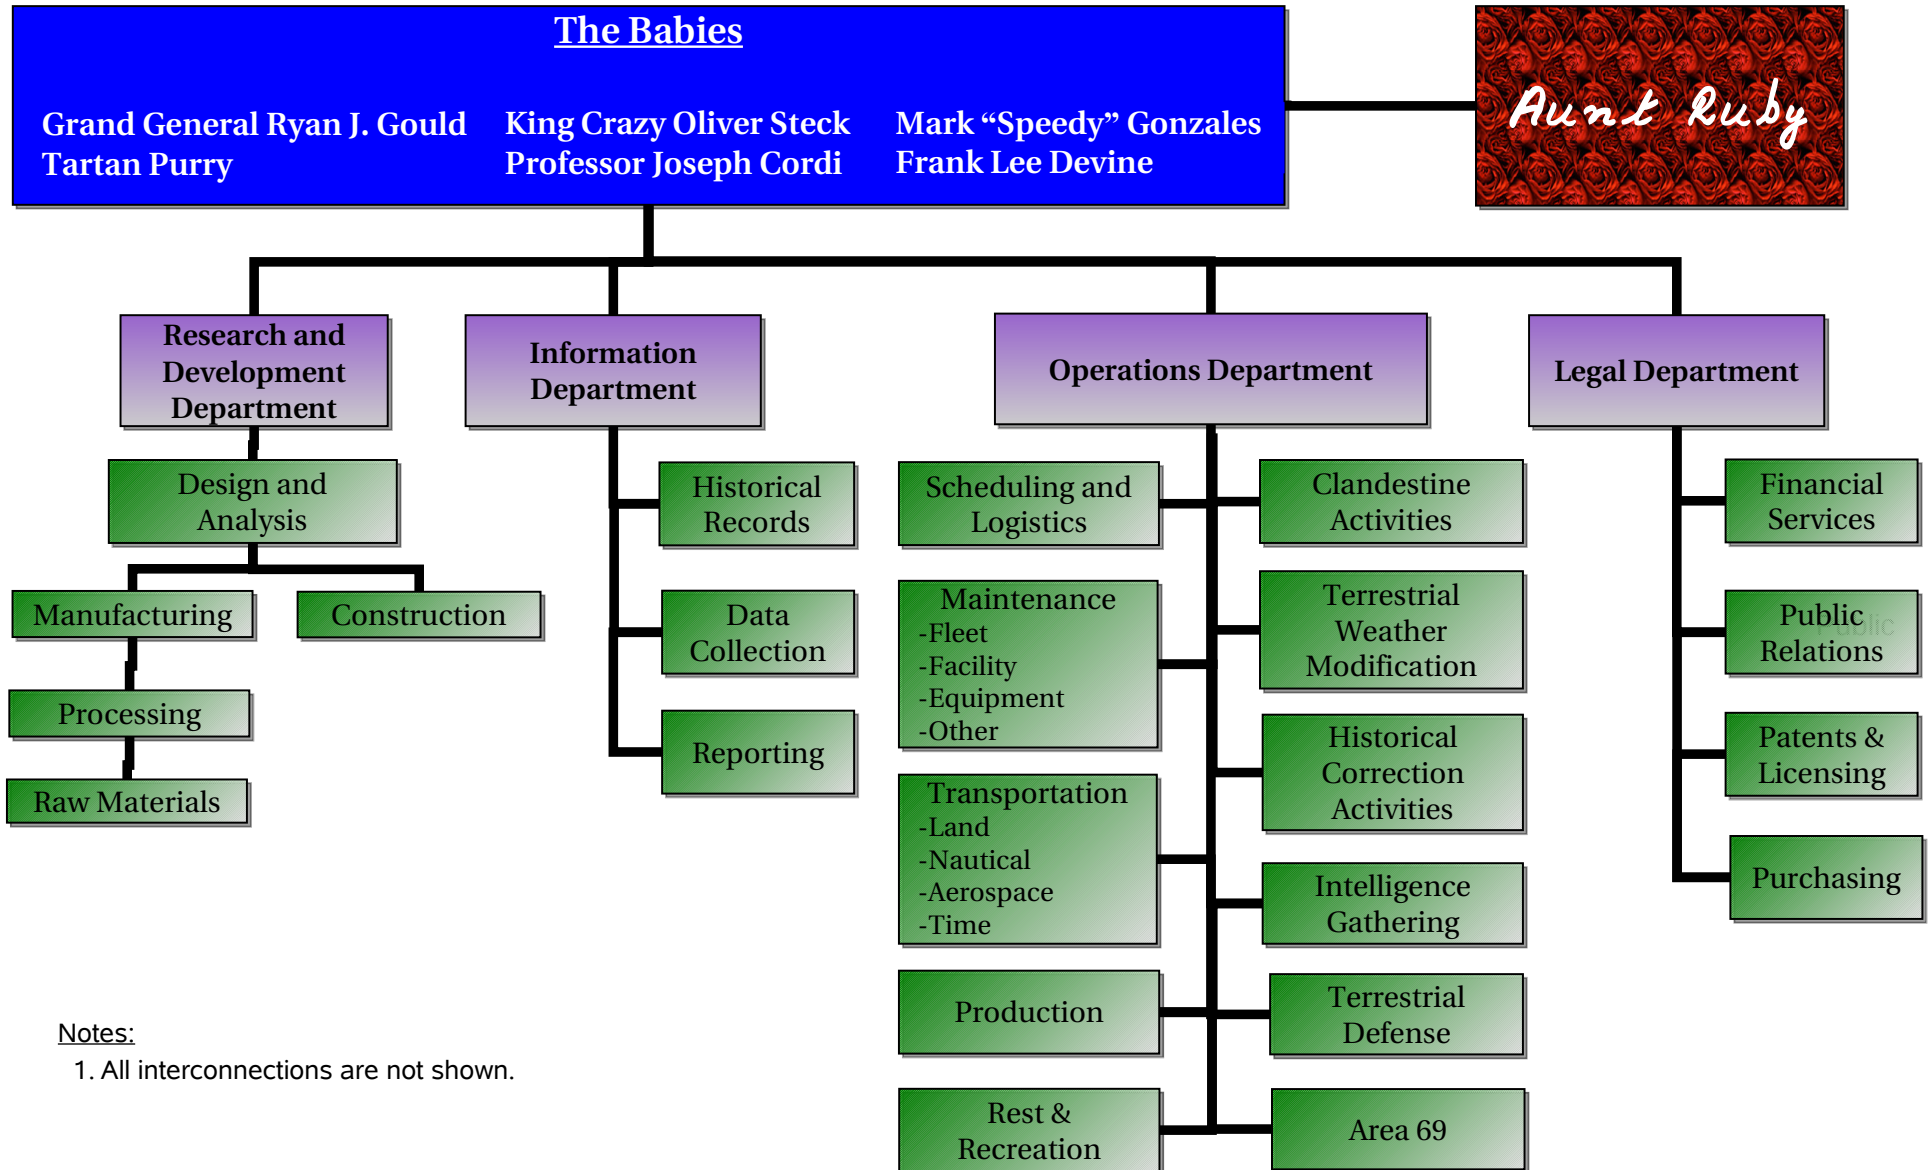 The Babies
Grand General Ryan J. Gould
Tartan Purry
King Crazy Oliver Steck
Professor Joseph Cordi
Mark “Speedy” Gonzales
Frank Lee Devine
Aunt Ruby
Research and
Development
Department
Information
Department
Operations Department
Legal Department
Design and
Analysis
Manufacturing
Construction
Processing
Raw Materials
Historical
Records
Data
Collection
Reporting
Scheduling and
Logistics
Maintenance
-Fleet
-Facility
-Equipment
-Other
Transportation
-Land
-Nautical
-Aerospace
-Time
Production
Rest &
Recreation
Clandestine
Activities
Terrestrial
Weather
Modification
Historical
Correction
Activities
Intelligence
Gathering
Terrestrial
Defense
Area 69
Financial
Services
Public
Public
Relations
Patents &
Licensing
Purchasing
Notes:
1. All interconnections are not shown.